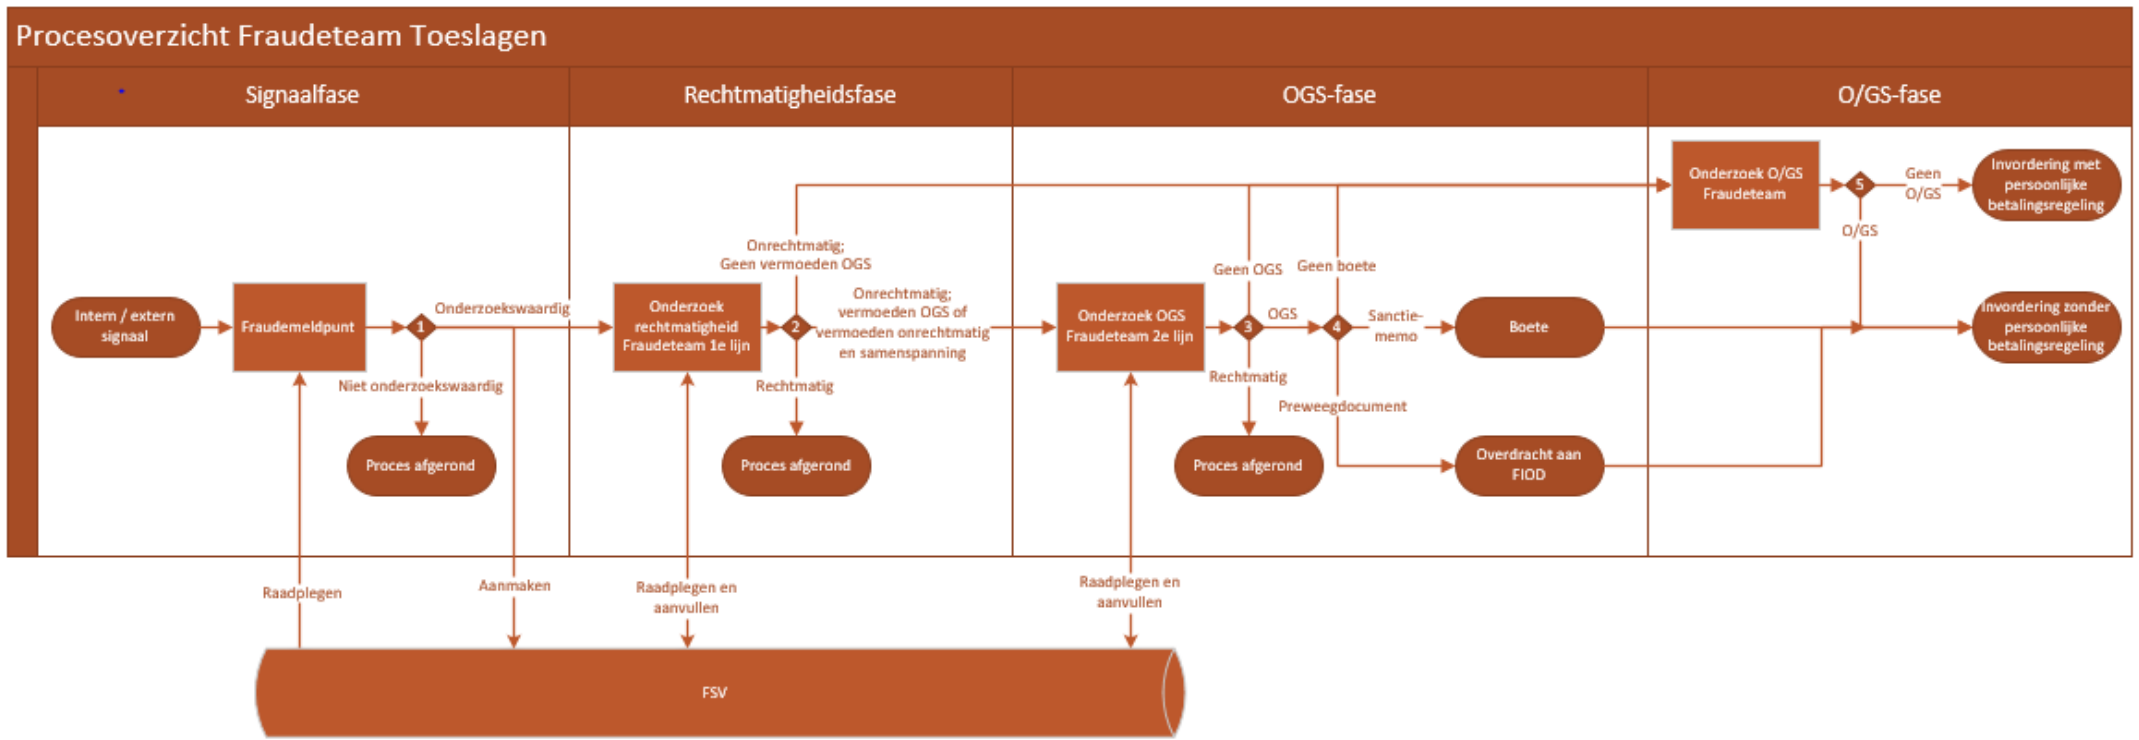 Procesoverzicht Fraudeteam Toeslagen
Signaalfase
Rechtmatigheidsfase
OGS-fase
O/GS-fase
Intern / extern
signaal
Fraudemeldpunt
1
Onderzoekswaardig
Niet onderzoekswaardig
Proces afgerond
Onderzoek
rechtmatigheid
Fraudeteam 1e lijn
2
Onrechtmatig;
Geen vermoeden OGS
Onrechtmatig;
vermoeden OGS of
vermoeden onrechtmatig
en samenspanning
Rechtmatig
Proces afgerond
Onderzoek OGS
Fraudeteam 2e lijn
3
Geen OGS
OGS
Rechtmatig
Proces afgerond
4
Geen boete
Sanctie-
memo
Preweegdocument
Boete
Overdracht aan
FIOD
Onderzoek O/GS
Fraudeteam
5
Geen
O/GS
O/GS
Invordering met
persoonlijke
betalingsregeling
Invordering zonder
persoonlijke
betalingsregeling
Raadplegen
Aanmaken
Raadplegen en
aanvullen
Raadplegen en
aanvullen
FSV